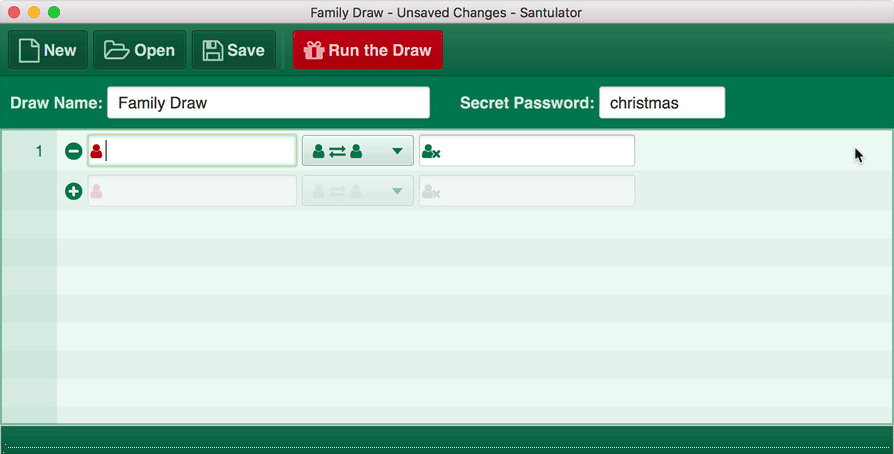 Family Draw - Unsaved Changes - Santulator
New Open Save Run the Draw
Draw Name: Family Draw Secret Password: christmas
1